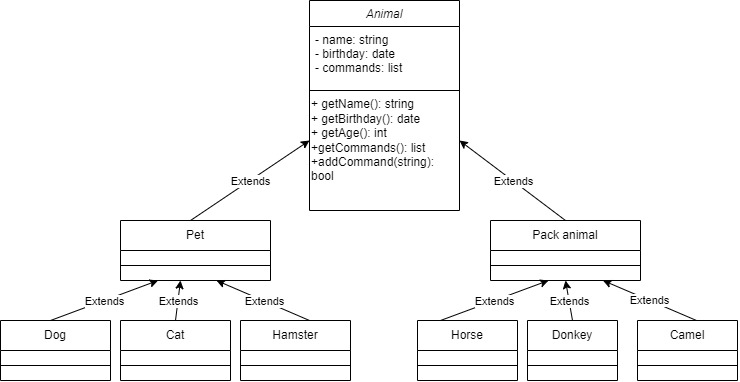 Animal
- name: string
- birthday: date
- commands: list
+ getName(): string
+ getBirthday(): date
+ getAge(): int
+getCommands(): list
+addCommand(string):
bool
Extends
Extends
Pet
Pack animal
Extends
Extends
Extends
Extends
Extends
Extends
Dog
Cat
Hamster
Horse
Donkey
Camel